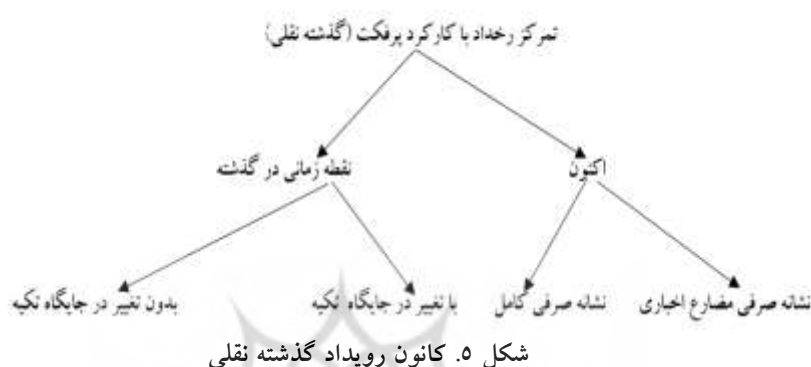 تمرکز رخداد با کارکرد پرفکت (گذشته نقلی)
اکنون
نقطه زمانی در گذشته
نشانه صرفی مضارع اخباری
نشانه صرفی کامل
با تغییر در جایگاه تکیه
بدون تغییر در جایگاه تکیه
شکل ۵. کانون رویداد گذشته نقلی